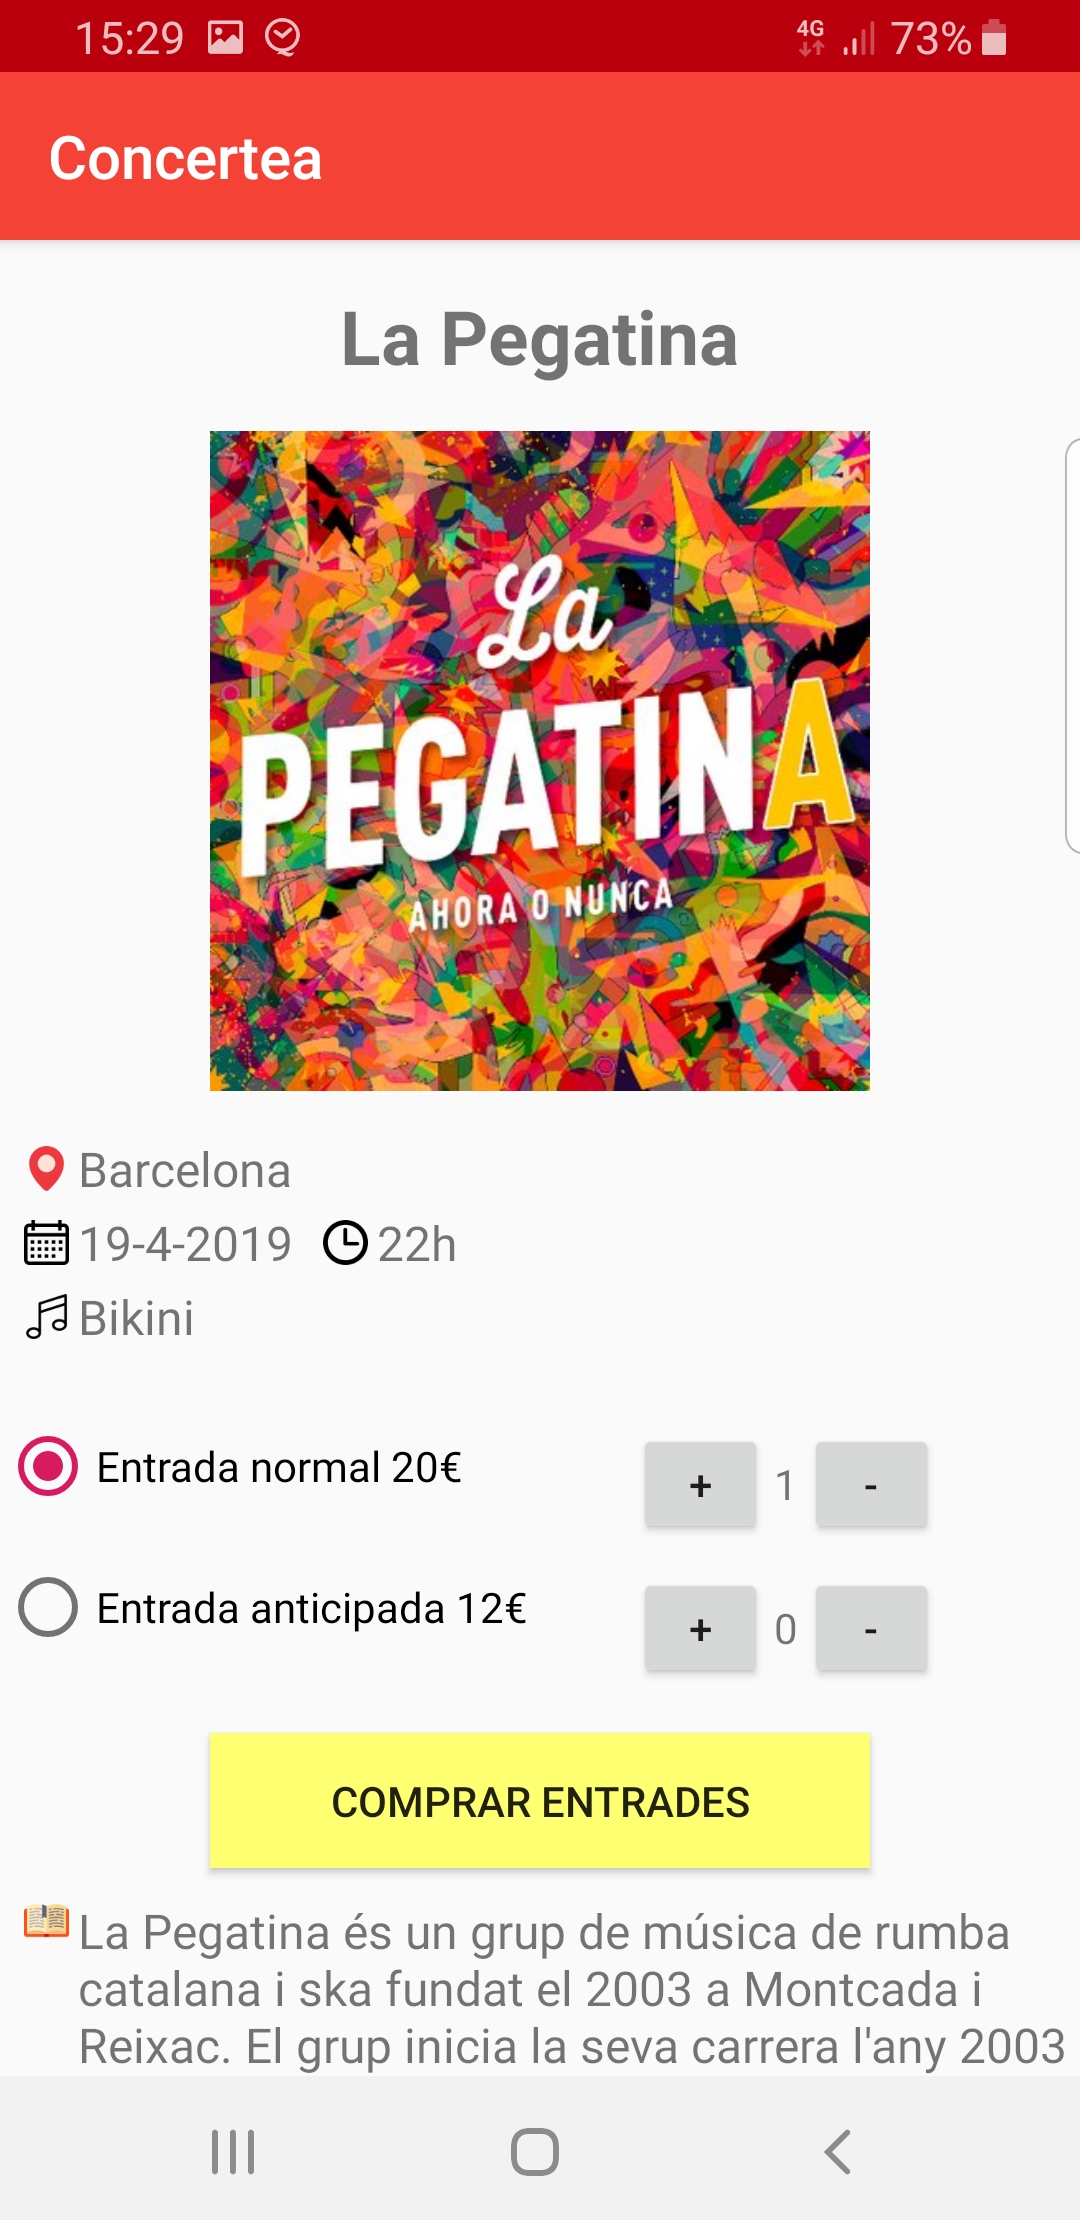 15:29 4G 73%
Concertea
La Pegatina
La
PEGATINA
AHORA O NUNCA
Barcelona
19-4-2019 22h
Bikini
Entrada normal 20€ + 1 -
Entrada anticipada 12€ + 0 -
COMPRAR ENTRADES
La Pegatina és un grup de música de rumba
catalana i ska fundat el 2003 a Montcada i
Reixac. El grup inicia la seva carrera l'any 2003